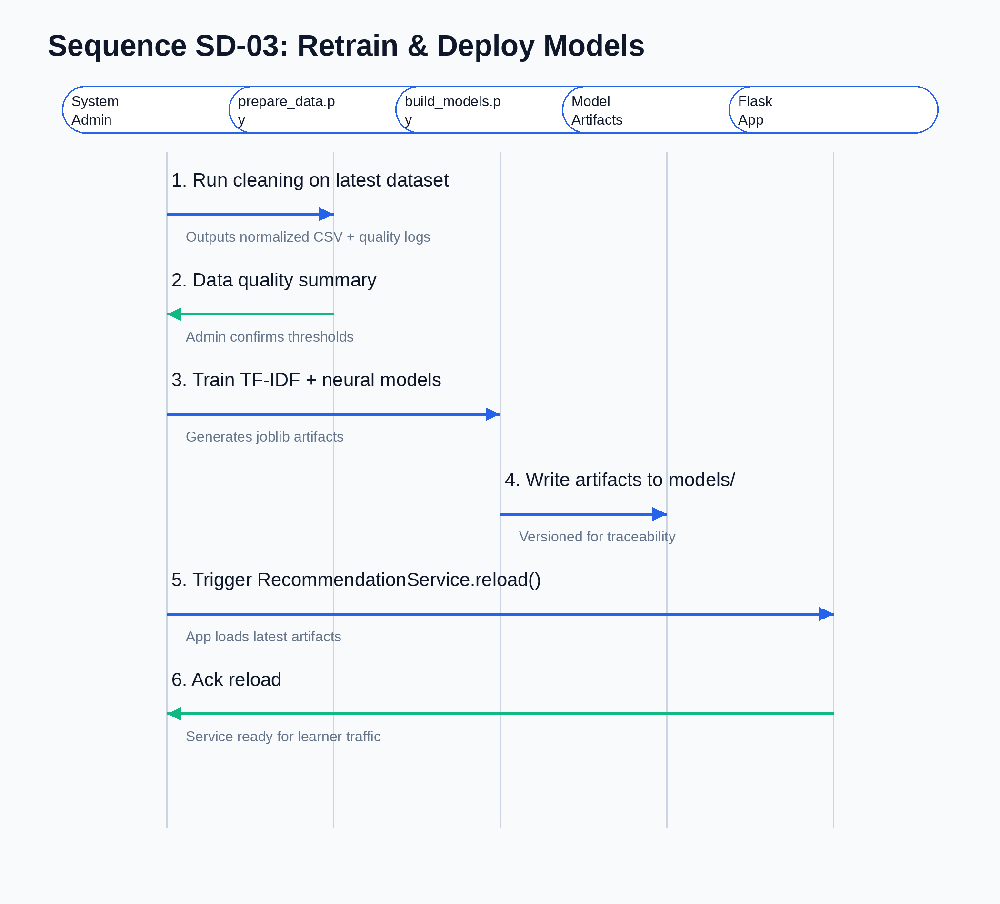 Sequence SD-03: Retrain & Deploy Models
System
Admin
prepare_data.p
y
build_models.p
y
Model
Artifacts
Flask
App
1. Run cleaning on latest dataset
Outputs normalized CSV + quality logs
2. Data quality summary
Admin confirms thresholds
3. Train TF-IDF + neural models
Generates joblib artifacts
4. Write artifacts to models/
Versioned for traceability
5. Trigger RecommendationService.reload()
App loads latest artifacts
6. Ack reload
Service ready for learner traffic